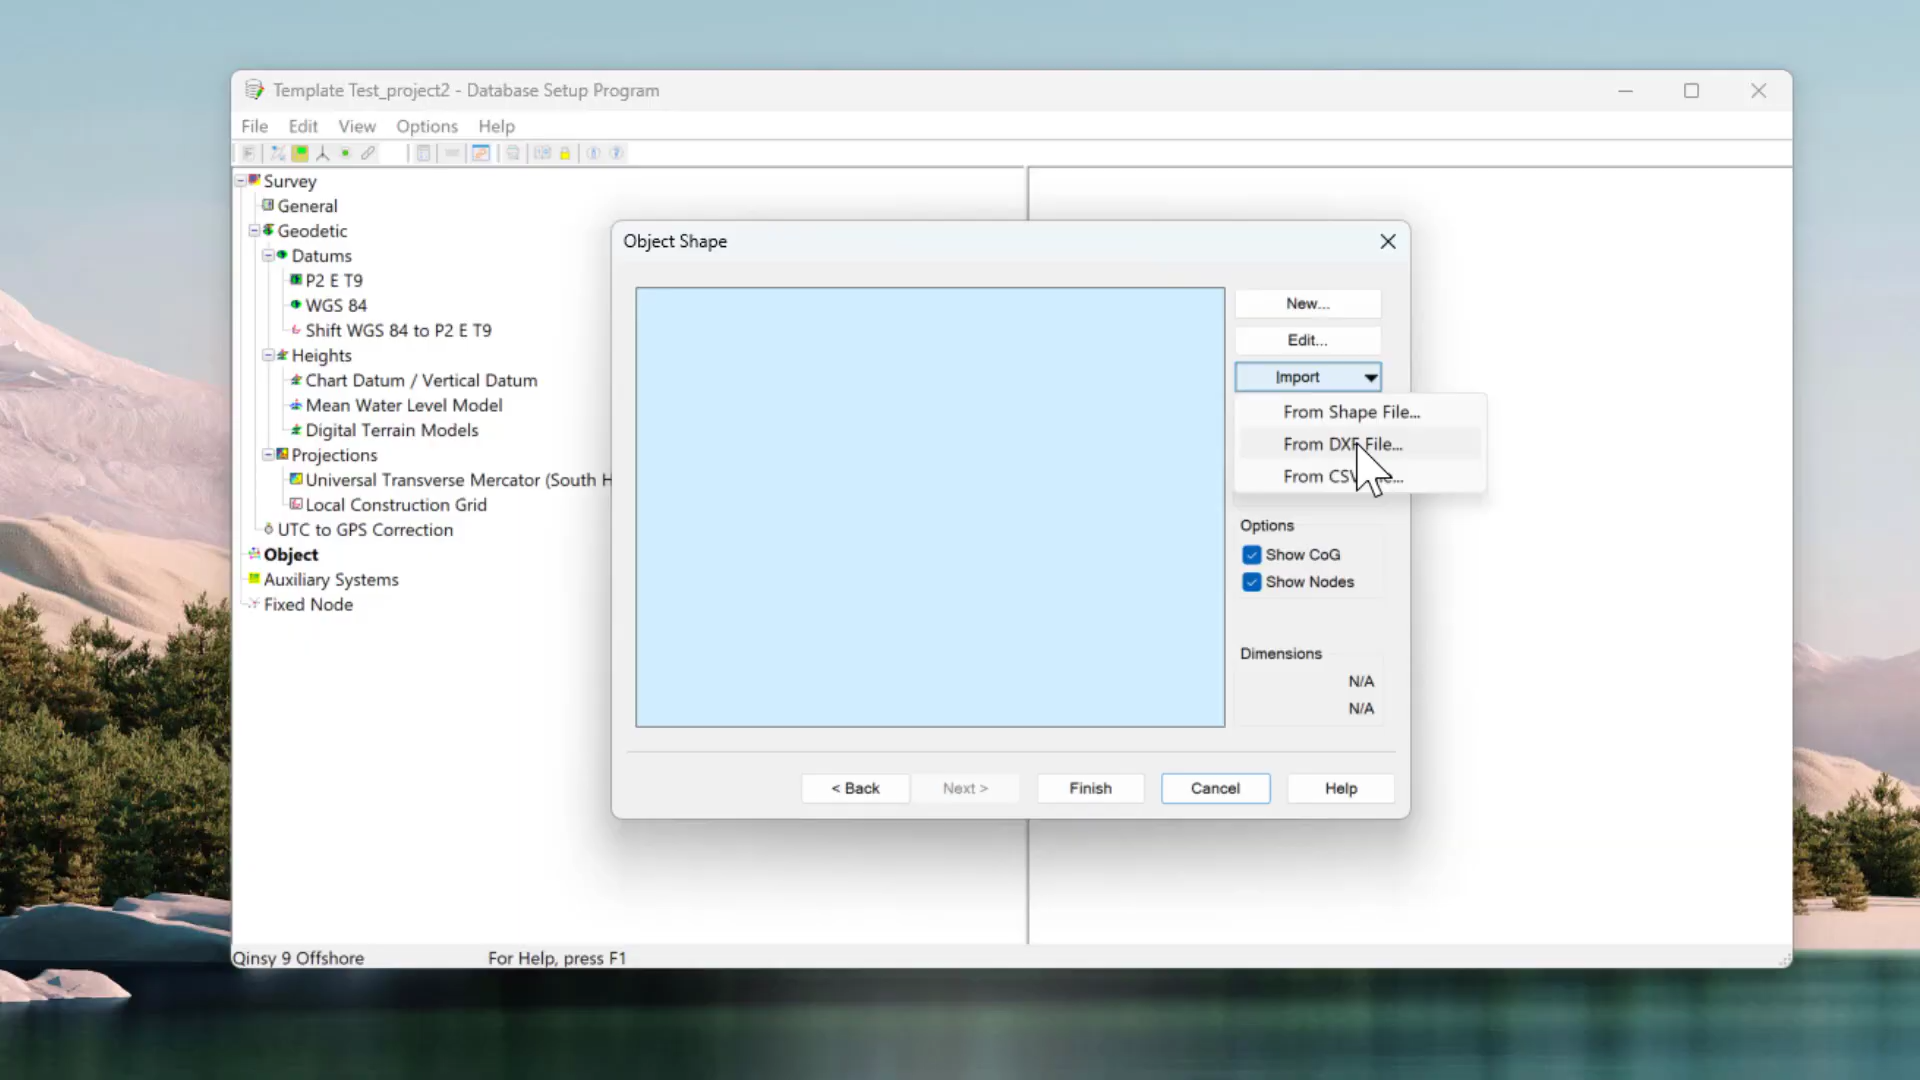 Template Test_project2 - Database Setup Program
File Edit View Options Help
Survey
General
Geodetic
Datums
P2 E T9
WGS 84
Shift WGS 84 to P2 E T9
Heights
Chart Datum / Vertical Datum
Mean Water Level Model
Digital Terrain Models
Projections
Universal Transverse Mercator (South H
Local Construction Grid
UTC to GPS Correction
Object
Auxiliary Systems
Fixed Node
Object Shape
New...
Edit...
Import
From Shape File...
From DXF File...
From
Options
Show CoG
Show Nodes
Dimensions
N/A
N/A
< Back Next > Finish Cancel Help
Qinsy 9 Offshore For Help, press F1